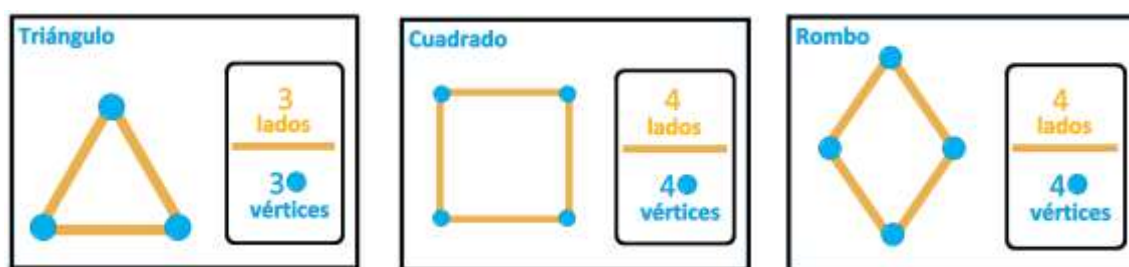 Triángulo
3
lados
3
vértices
Cuadrado
4
lados
4
vértices
Rombo
4
lados
4
vértices